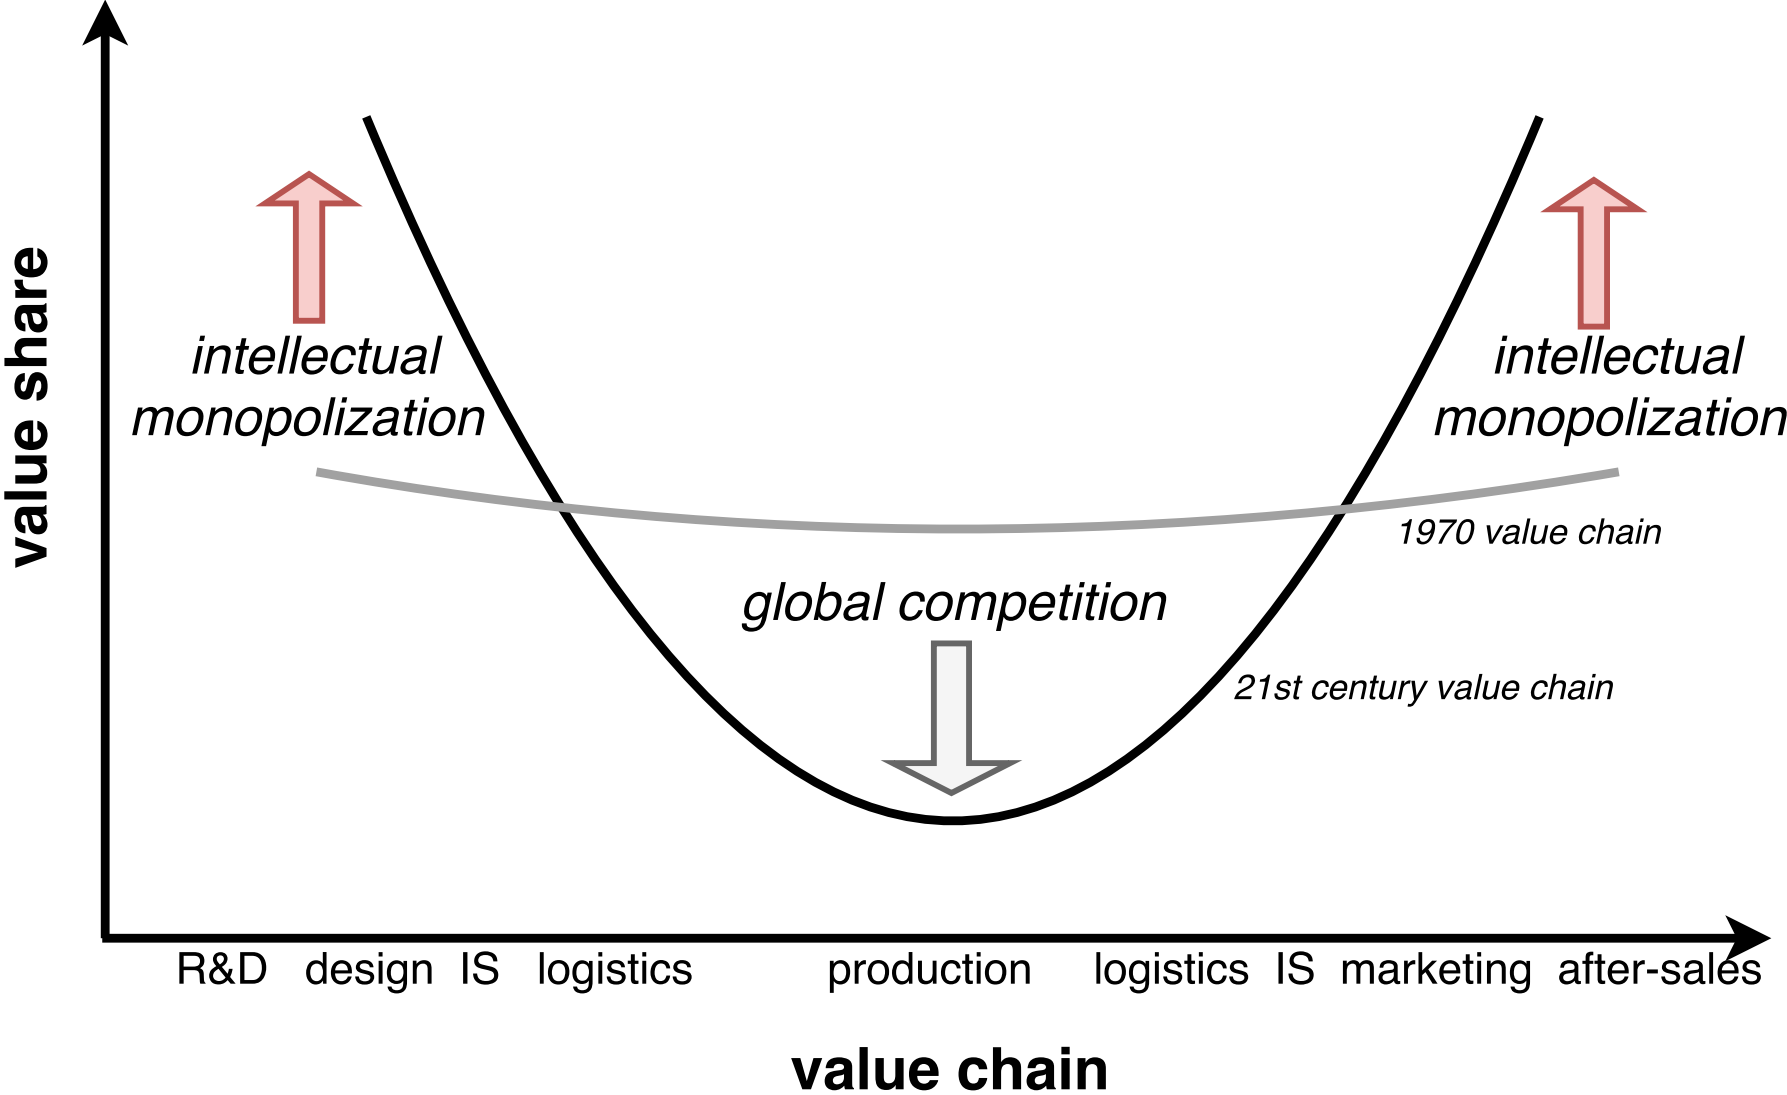 value share
intellectual
monopolization
intellectual
monopolization
1970 value chain
global competition
21st century value chain
R&D design IS logistics production logistics IS marketing after-sales
value chain